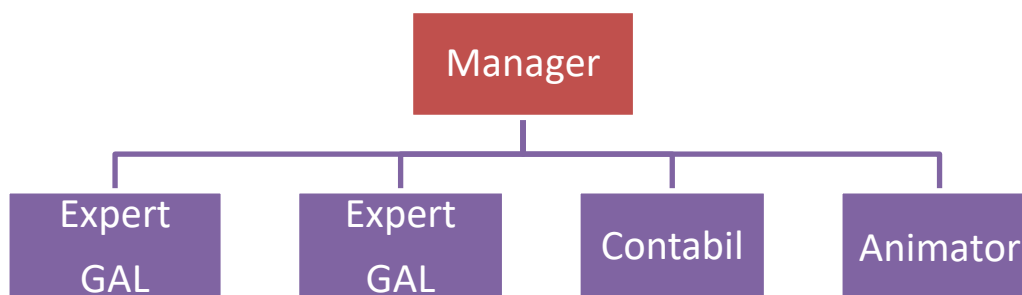 Manager
Expert
GAL
Expert
GAL
Contabil
Animator